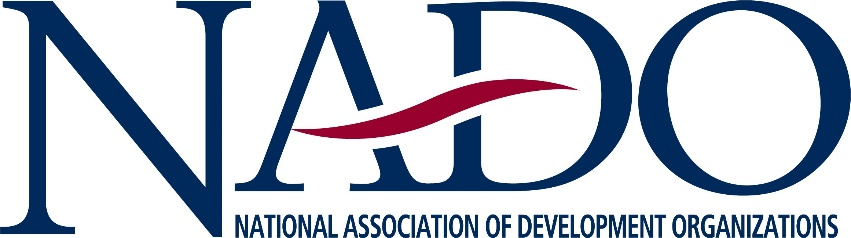 NADO
NATIONAL ASSOCIATION OF DEVELOPMENT ORGANIZATIONS